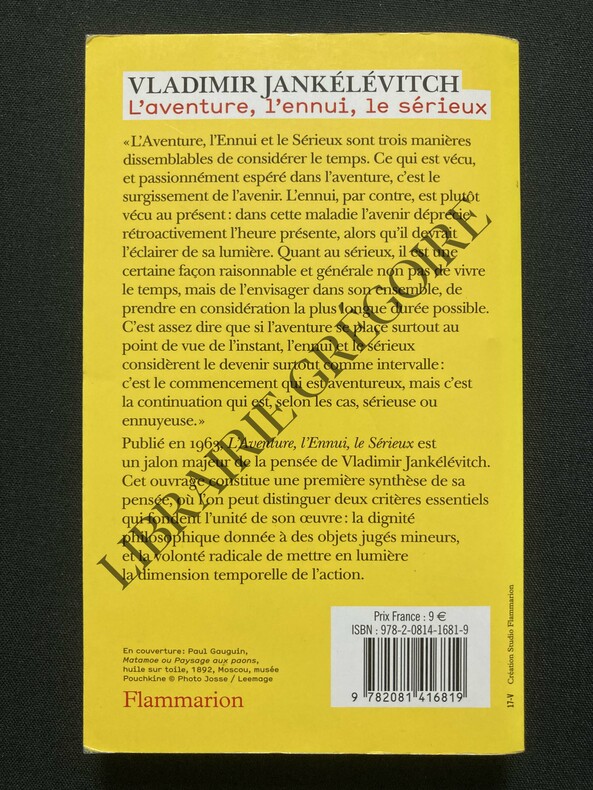 VLADIMIR JANKÉLÉVITCH
L'aventure, l'ennui, le sérieux
« L'Aventure, l'Ennui et le Sérieux sont trois manières
dissemblables de considérer le temps. Ce qui est vécu,
et passionnément espéré dans l'aventure, c'est le
surgissement de l'avenir. L'ennui, par contre, est plutôt
vécu au présent : dans cette maladie l'avenir déprécie
rétroactivement l'heure présente, alors qu'il devrait
l'éclairer de sa lumière. Quant au sérieux, il est une
certaine façon raisonnable et générale non pas de vivre
le temps, mais de l'envisager dans son ensemble, de
prendre en considération la plus longue durée possible.
C'est assez dire que si l'aventure se place surtout au
point de vue de l'instant, l'ennui et le sérieux
considèrent le devenir surtout comme intervalle :
c'est le commencement qui est aventureux, mais c'est
la continuation qui est, selon les cas, sérieuse ou
ennuyeuse. »
Publié en 1963, L'Aventure, l'Ennui, le Sérieux est
un jalon majeur de la pensée de Vladimir Jankélévitch.
Cet ouvrage constitue une première synthèse de sa
pensée, où l'on peut distinguer deux critères essentiels
qui fondent l'unité de son œuvre : la dignité
philosophique donnée à des objets jugés mineurs,
et la volonté radicale de mettre en lumière
la dimension temporelle de l'action.
LIBRAIRIE GRÉGOIRE
Prix France : 9 €
ISBN : 978-2-0814-1681-9
9 782081 416819
17-V Création Studio Flammarion
En couverture : Paul Gauguin,
Matamoe ou Paysage aux paons,
huile sur toile, 1892, Moscou, musée
Pouchkine © Photo Josse / Leemage
Flammarion